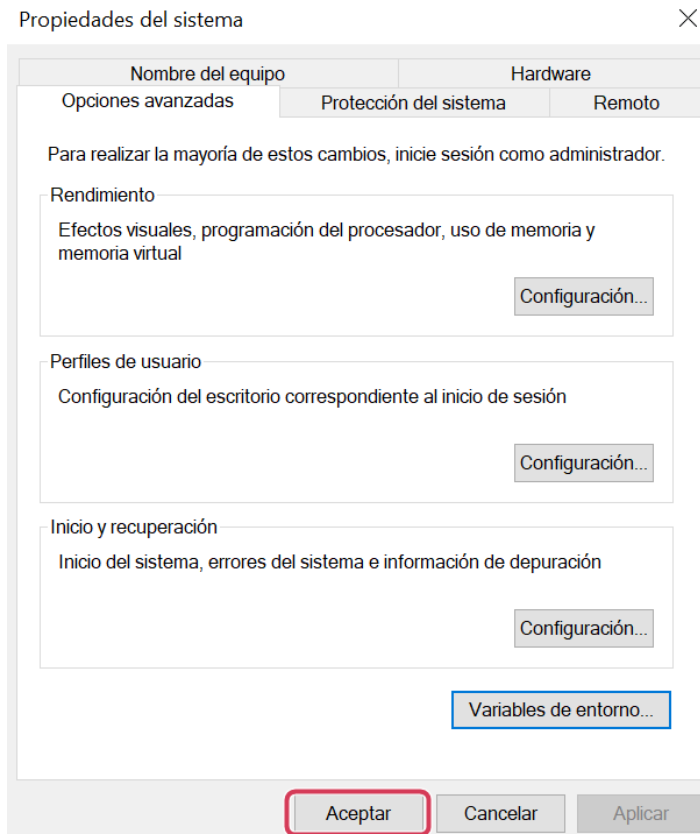 Propiedades del sistema
Nombre del equipo
Hardware
Opciones avanzadas
Protección del sistema
Remoto
Para realizar la mayoría de estos cambios, inicie sesión como administrador.
Rendimiento
Efectos visuales, programación del procesador, uso de memoria y
memoria virtual
Configuración...
Perfiles de usuario
Configuración del escritorio correspondiente al inicio de sesión
Configuración...
Inicio y recuperación
Inicio del sistema, errores del sistema e información de depuración
Configuración...
Variables de entorno...
Aceptar
Cancelar
Aplicar